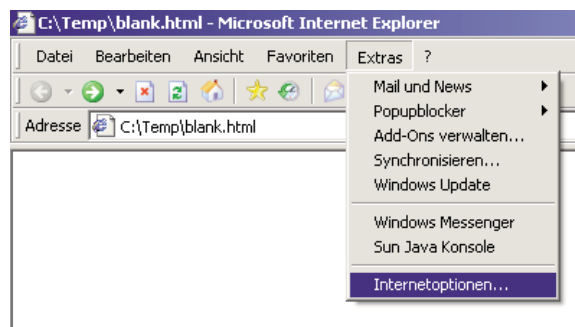 C:\Temp\blank.html - Microsoft Internet Explorer
Datei Bearbeiten Ansicht Favoriten Extras ?
Adresse C:\Temp\blank.html
Mail und News
Popupblocker
Add-Ons verwalten...
Synchronisieren...
Windows Update
Windows Messenger
Sun Java Konsole
Internetoptionen...